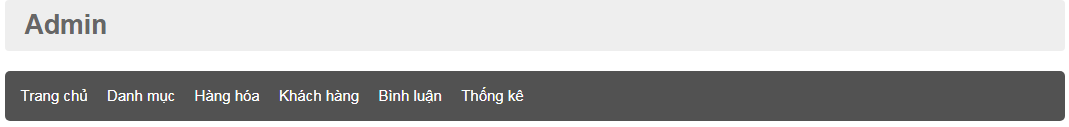 Admin
Trang chủ Danh mục Hàng hóa Khách hàng Bình luận Thống kê